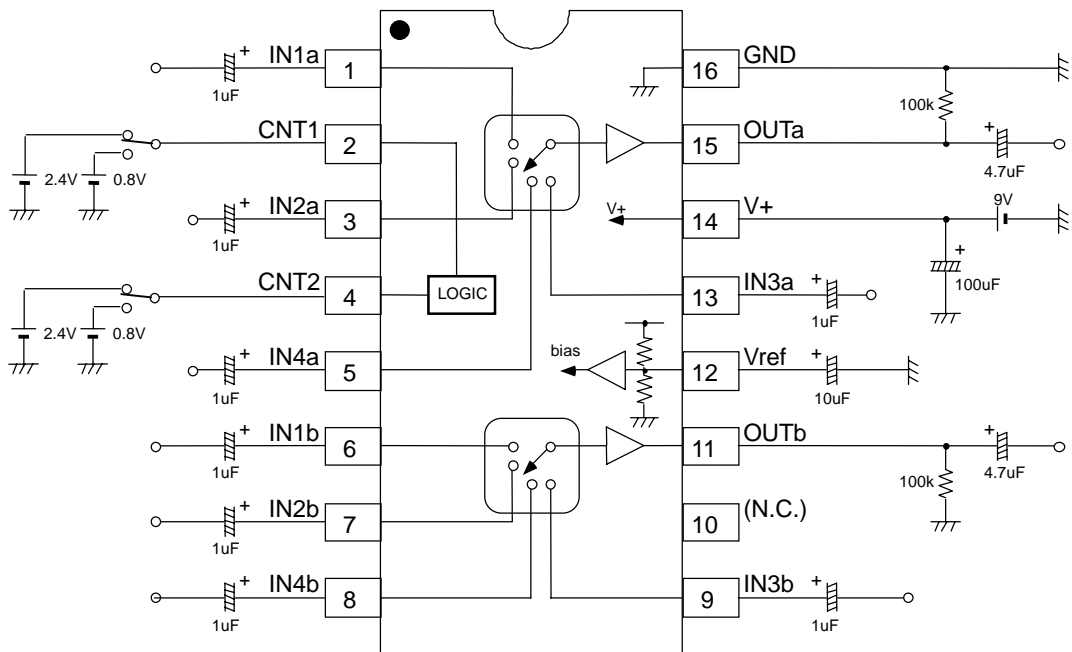 IN1a
+
1uF
1
16
GND
100k
CNT1
2
15
OUTa
+
4.7uF
2.4V
0.8V
IN2a
+
1uF
3
V+
14
V+
9V
+
100uF
CNT2
4
LOGIC
13
IN3a
+
1uF
2.4V
0.8V
IN4a
+
1uF
5
bias
12
Vref
+
10uF
IN1b
+
1uF
6
11
OUTb
+
4.7uF
100k
IN2b
+
1uF
7
10
(N.C.)
IN4b
+
1uF
8
9
IN3b
+
1uF